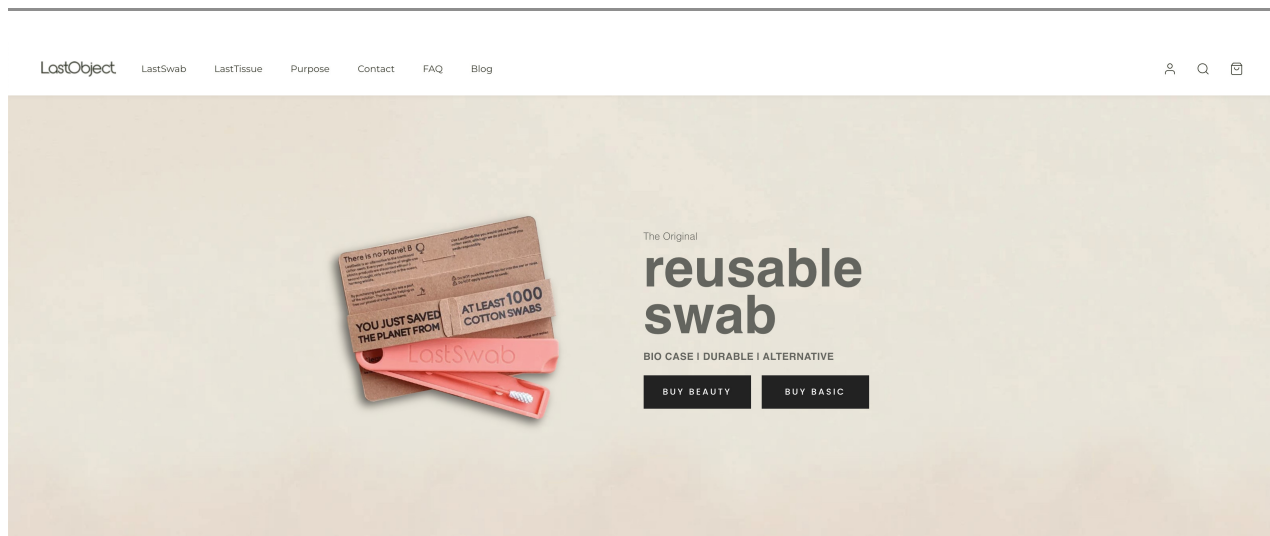 LastObject
LastSwab
LastTissue
Purpose
Contact
FAQ
Blog
There is no Planet B
YOU JUST SAVED
THE PLANET FROM
AT LEAST 1000
COTTON SWABS
LastSwab
The Original
reusable
swab
BIO CASE I DURABLE I ALTERNATIVE
BUY BEAUTY
BUY BASIC